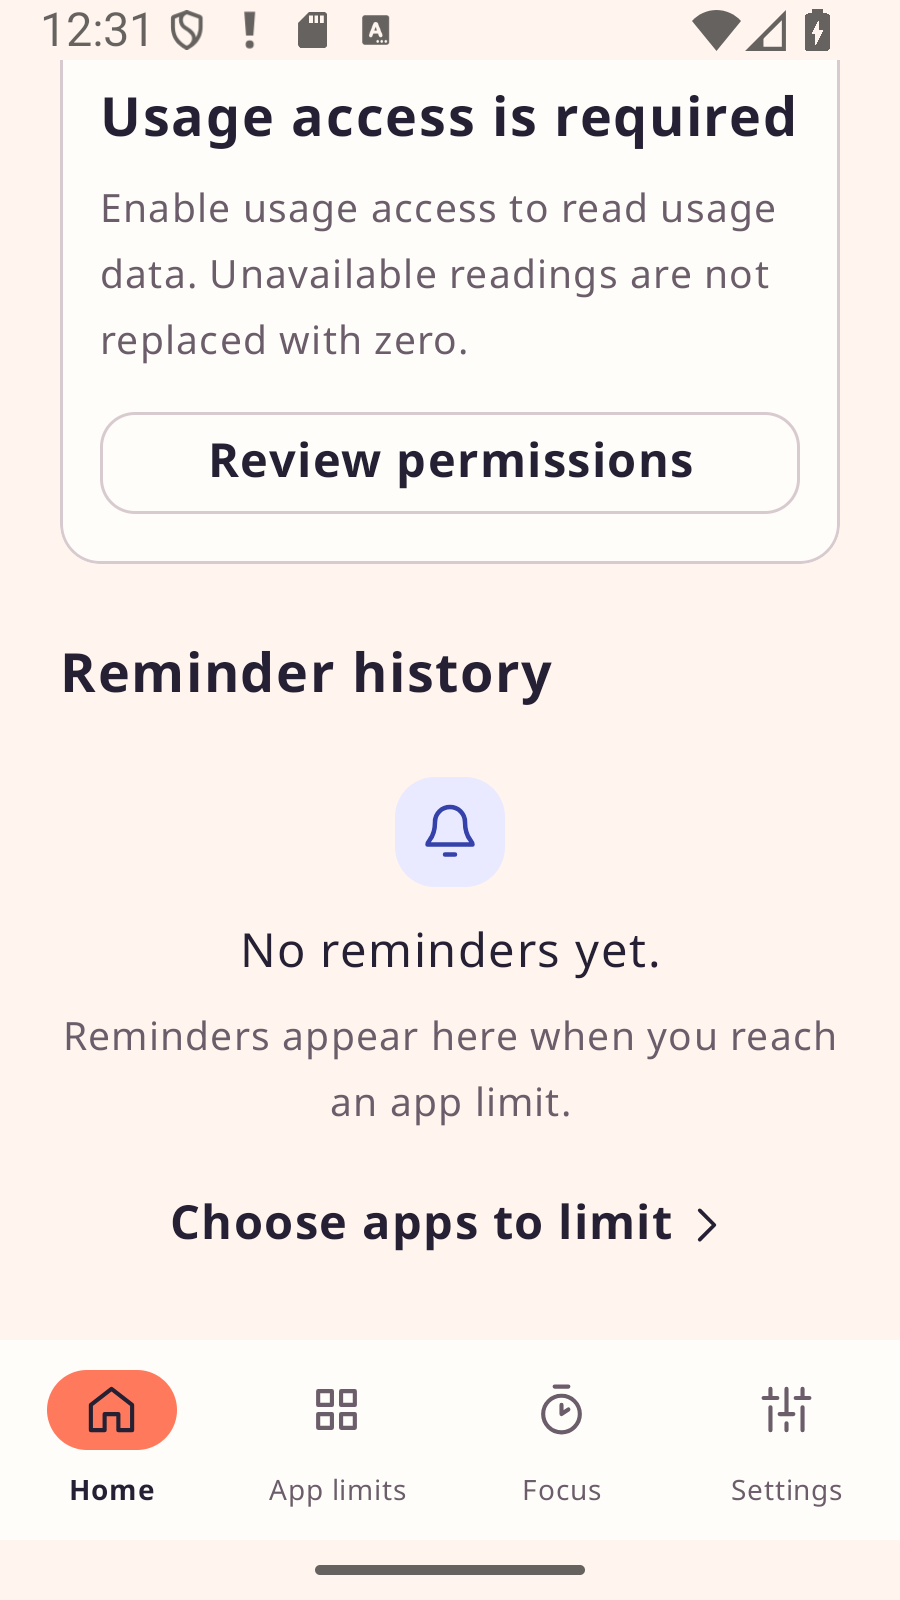 12:31
Usage access is required
Enable usage access to read usage
data. Unavailable readings are not
replaced with zero.
Review permissions
Reminder history
No reminders yet.
Reminders appear here when you reach
an app limit.
Choose apps to limit
Home
App limits
Focus
Settings